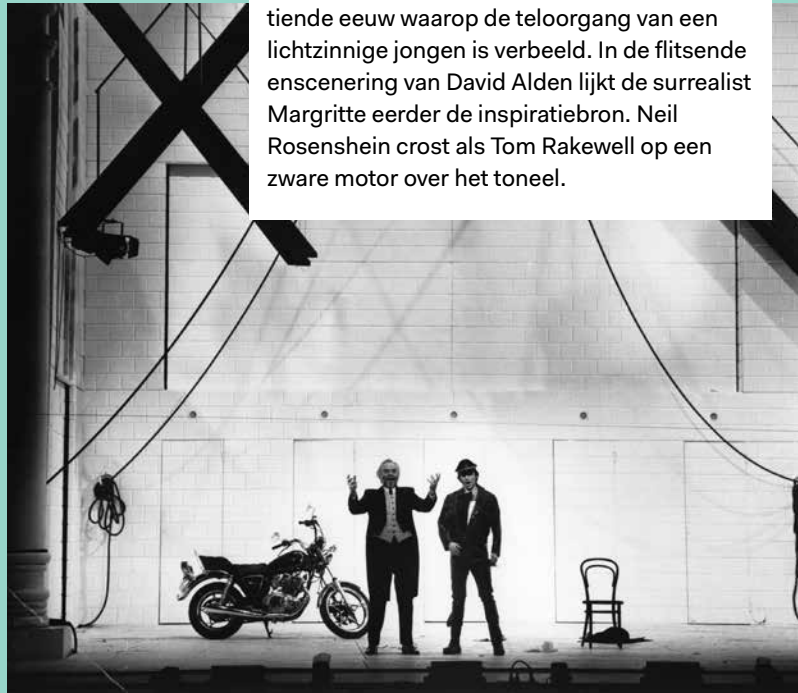 tiende eeuw waarop de teloorgang van een
lichtzinnige jongen is verbeeld. In de flitsende
enscenering van David Alden lijkt de surrealist
Margritte eerder de inspiratiebron. Neil
Rosenshein crost als Tom Rakewell op een
zware motor over het toneel.